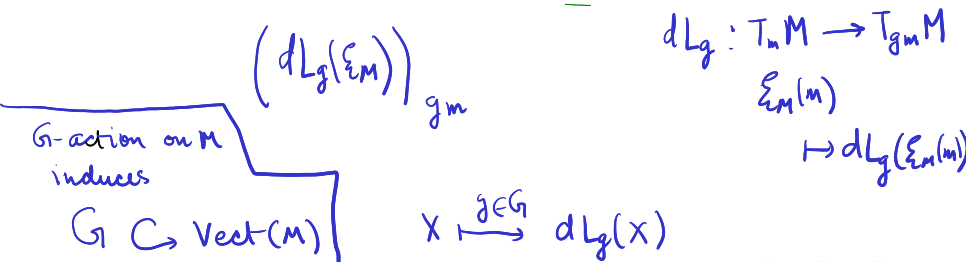 (dL_g(ξ_M))_{gm}
dL_g : T_m M → T_{gm} M
ξ_M(m)
↦ dL_g(ξ_M(m)
G-action on M
induces
G ↪ Vect(M)
X ↦^{g∈G} dL_g(X)